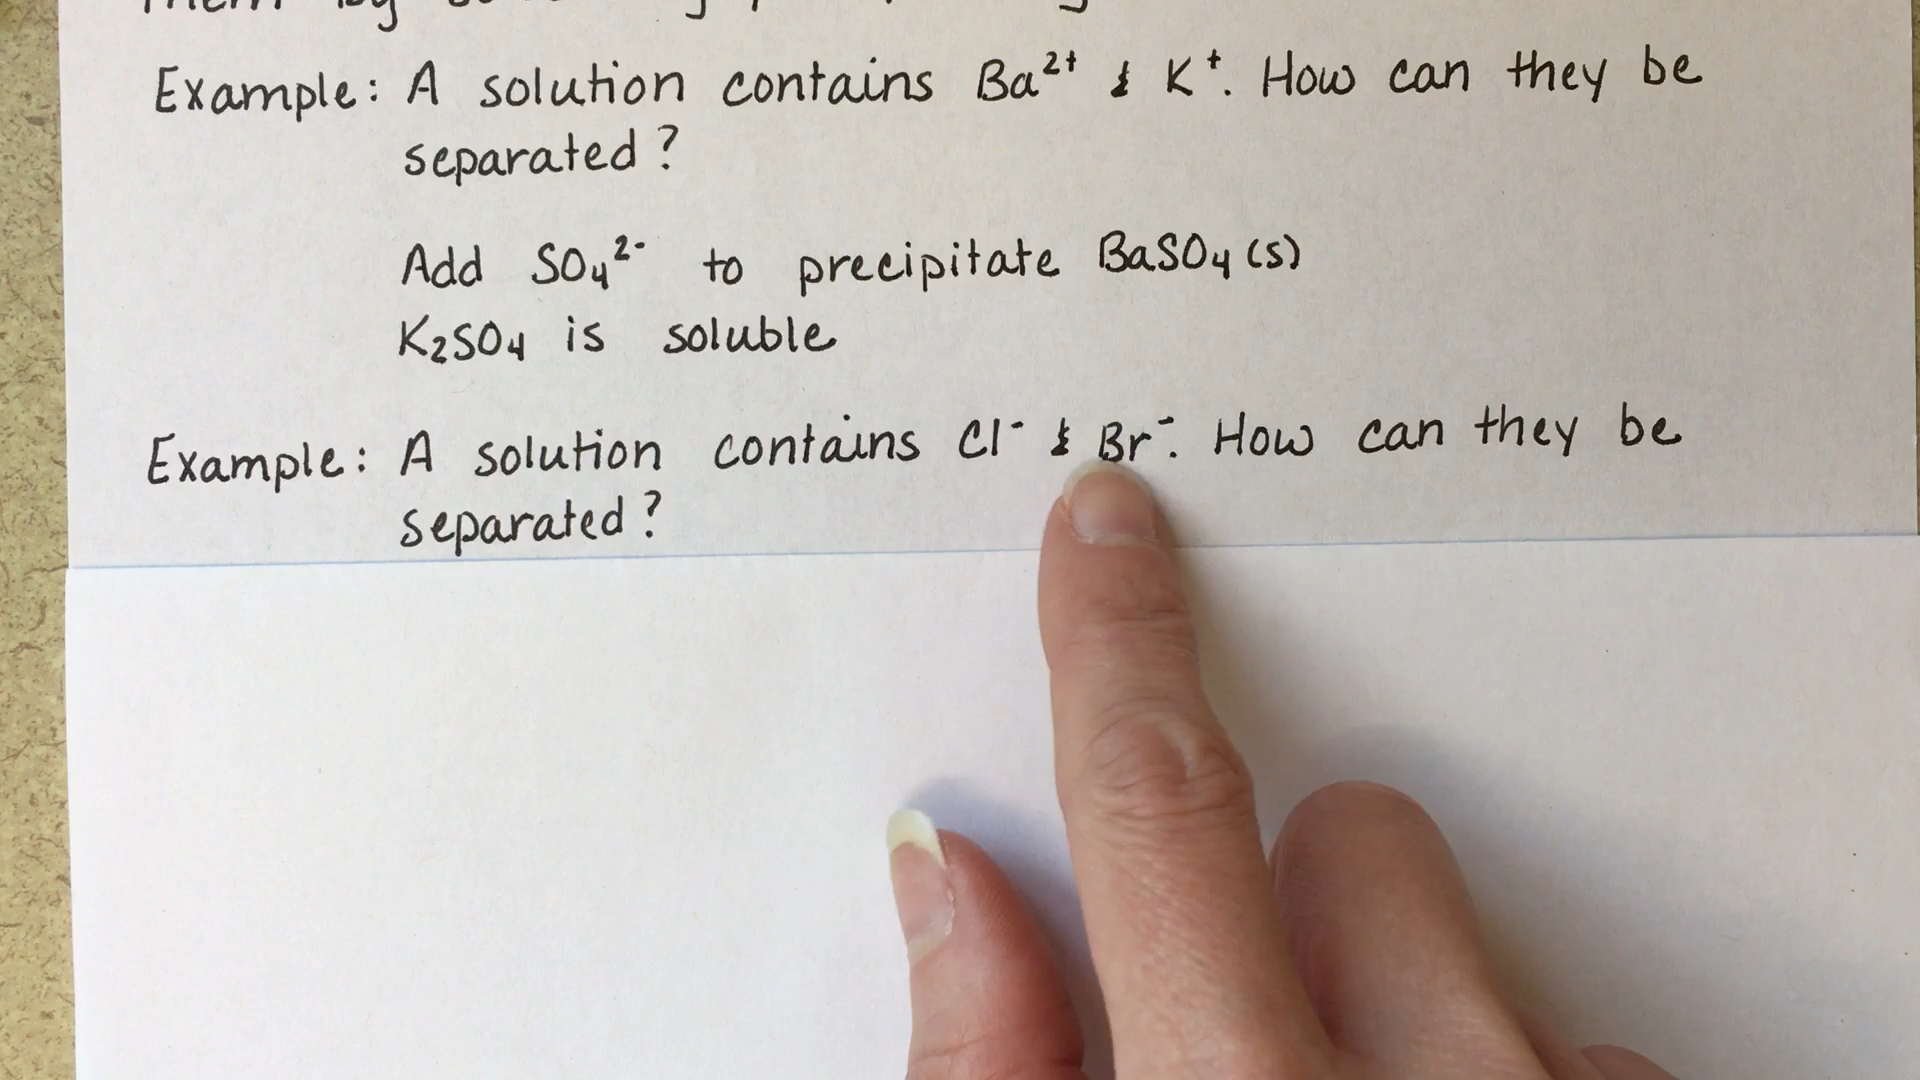 Example: A solution contains Ba²⁺ & K⁺. How can they be
separated?
Add SO₄²⁻ to precipitate BaSO₄(s)
K₂SO₄ is soluble
Example: A solution contains Cl⁻ & Br⁻. How can they be
separated?